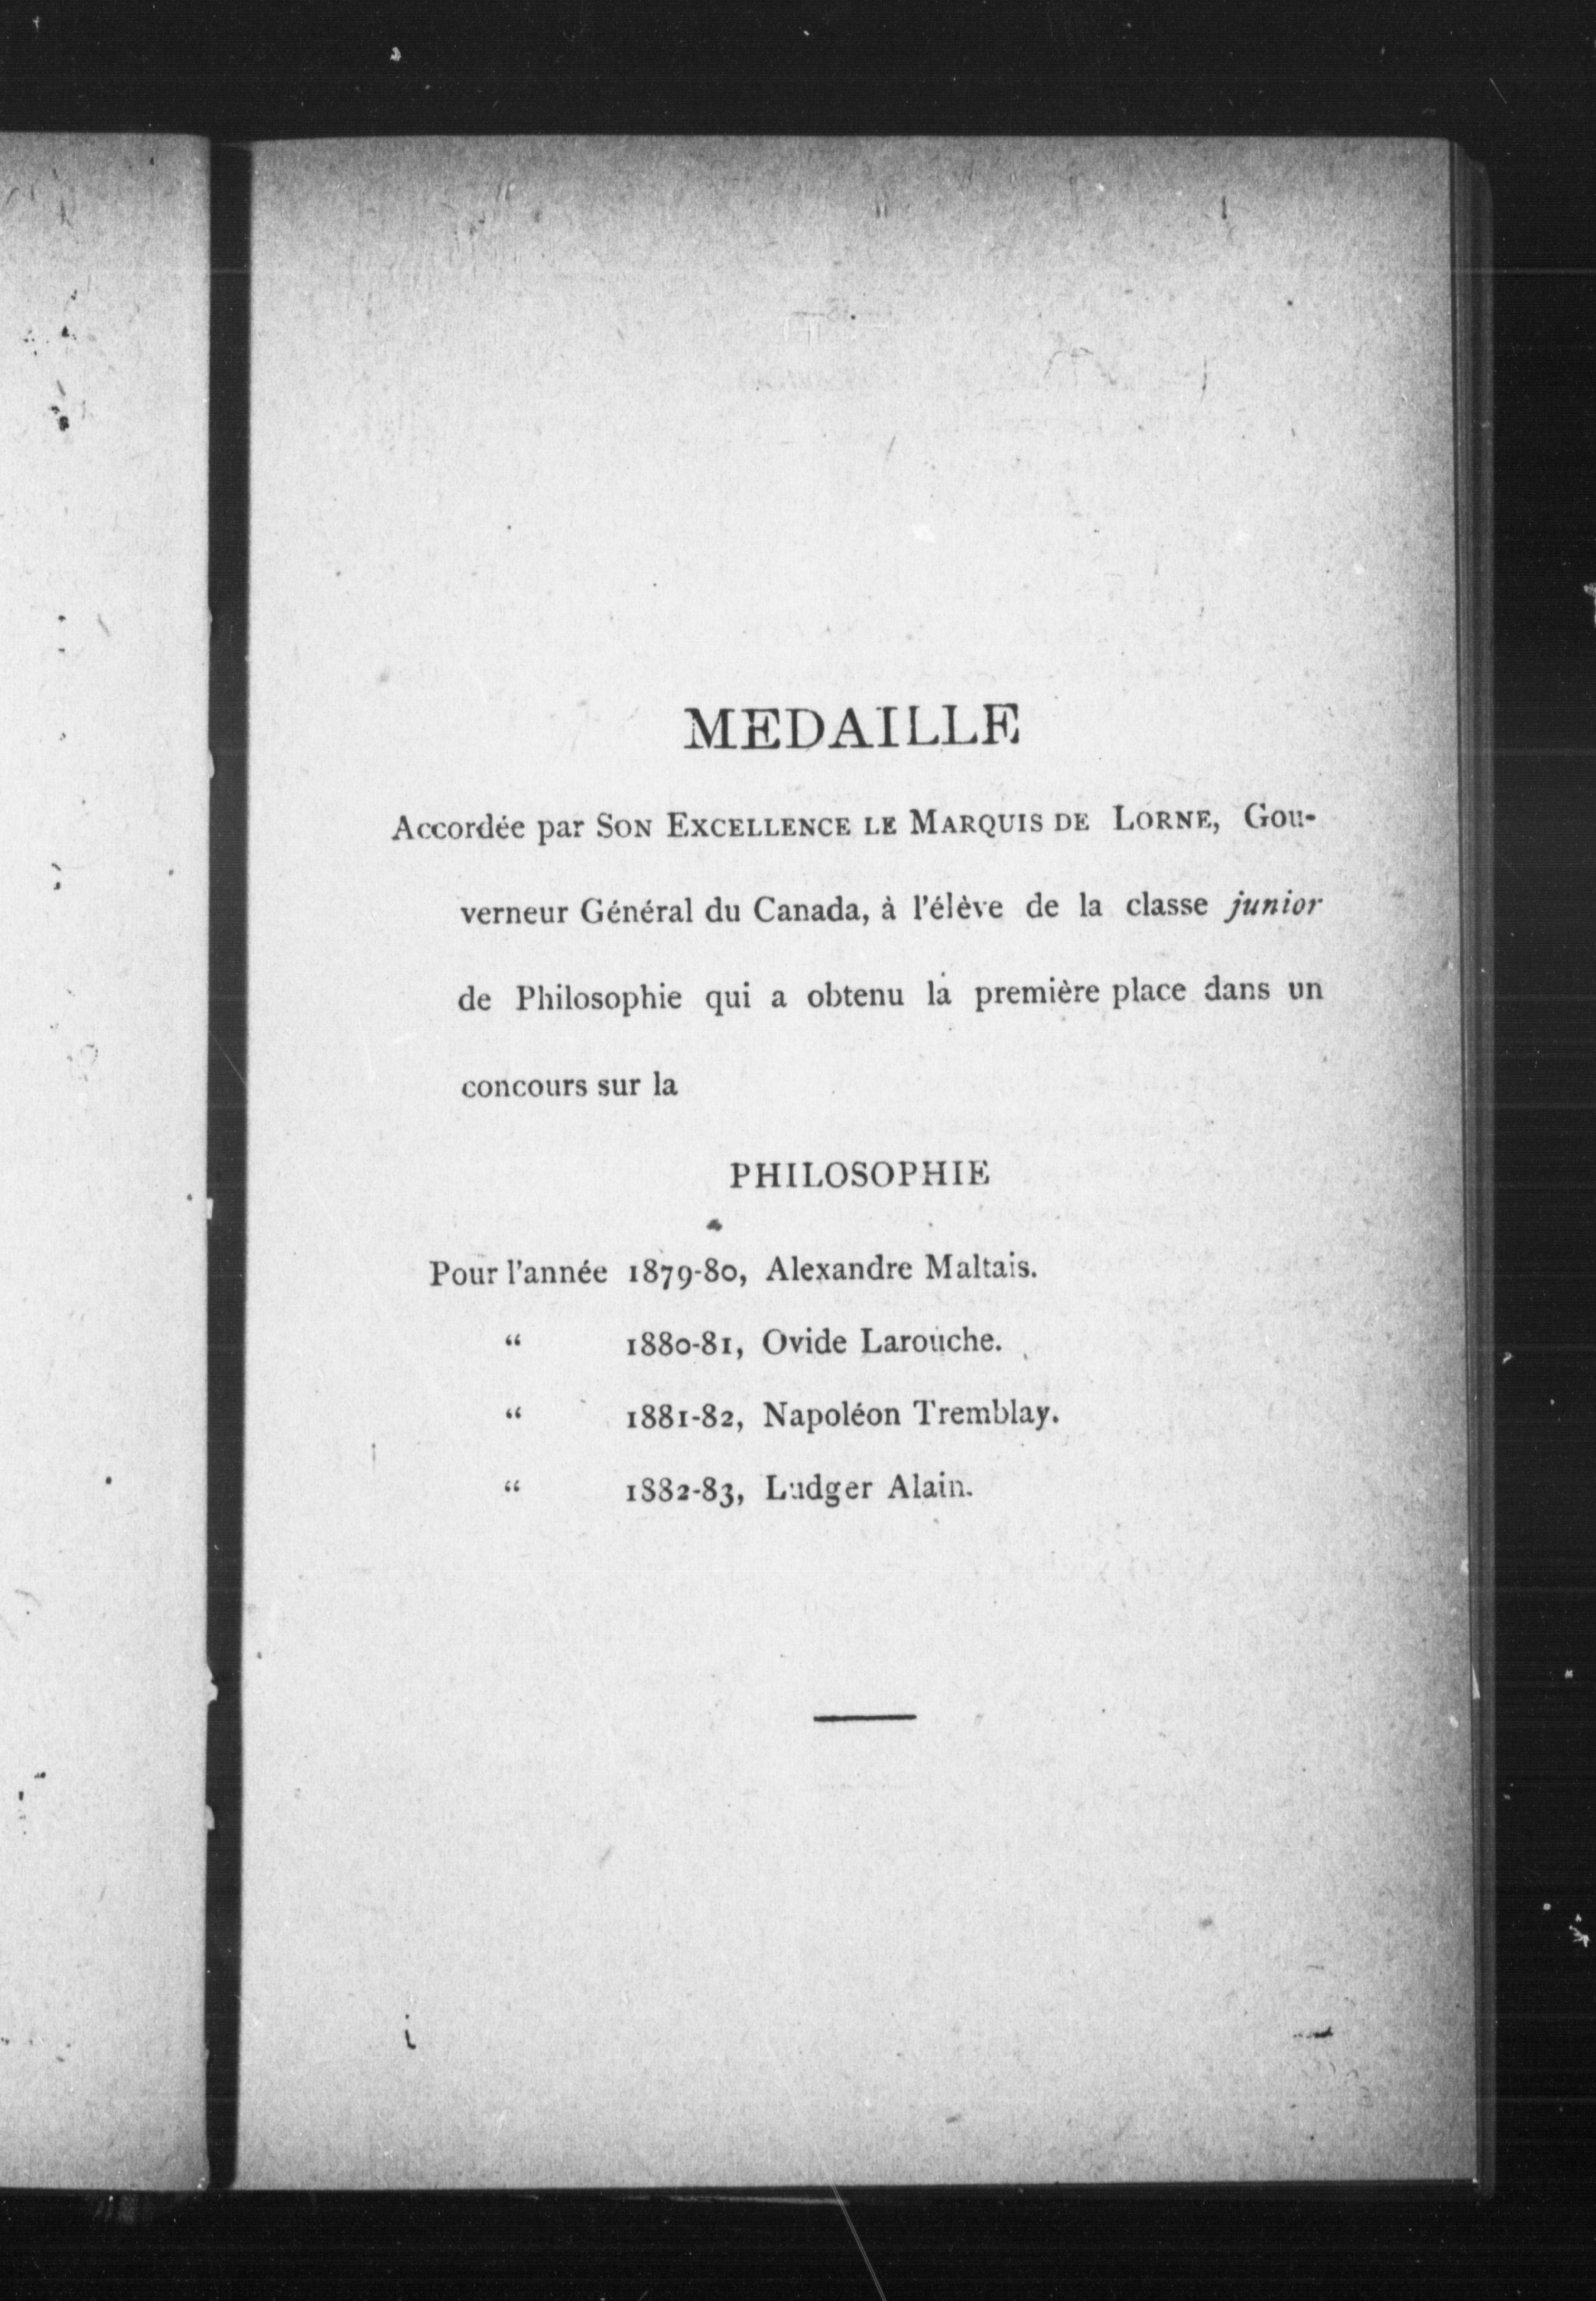 MEDAILLE
Accordée par SON EXCELLENCE LE MARQUIS DE LORNE, Gou-
verneur Général du Canada, à l'élève de la classe junior
de Philosophie qui a obtenu la première place dans un
concours sur la
PHILOSOPHIE
Pour l'année 1879-80, Alexandre Maltais.
“ 1880-81, Ovide Larouche.
“ 1881-82, Napoléon Tremblay.
“ 1882-83, Ludger Alain.